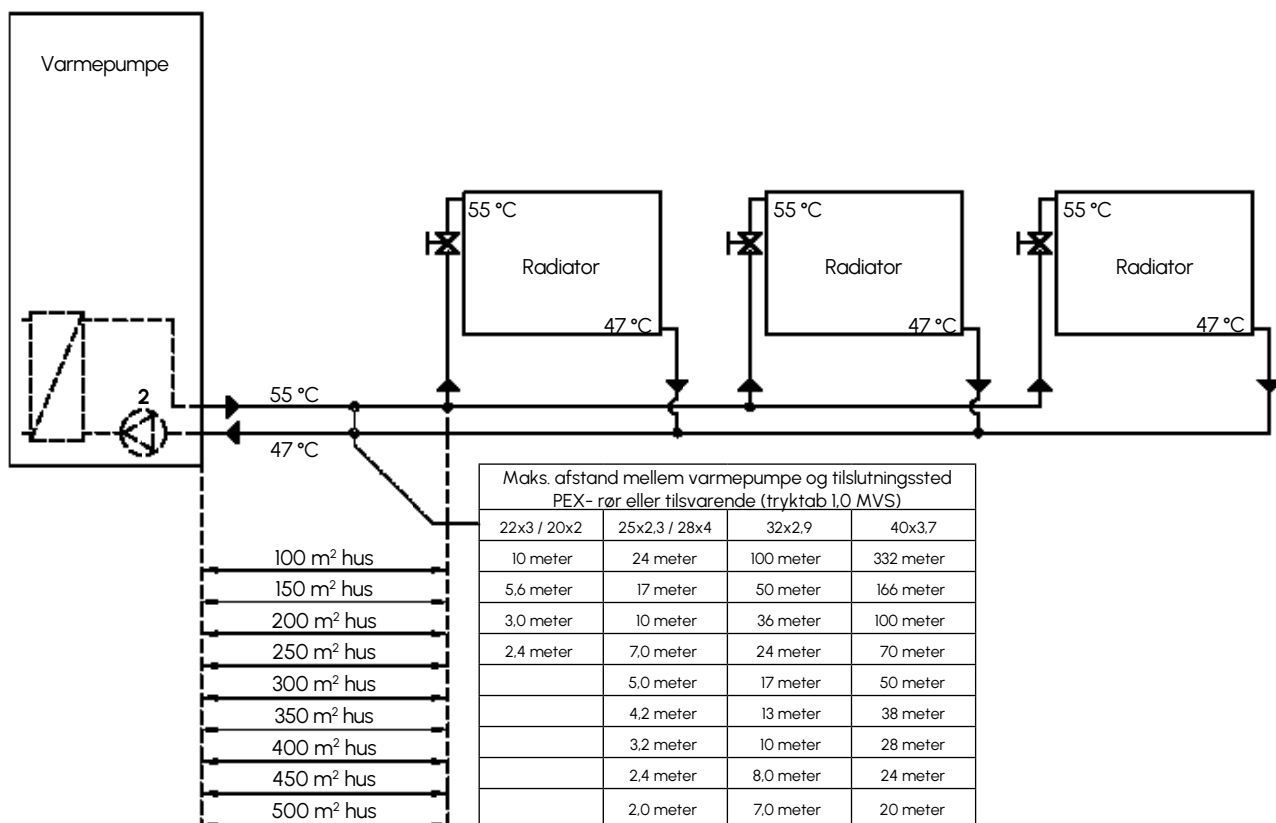 Varmepumpe
55 °C
55 °C
55 °C
Radiator
Radiator
Radiator
47 °C
47 °C
47 °C
2
55 °C
47 °C
Maks. afstand mellem varmepumpe og tilslutningssted
PEX- rør eller tilsvarende (tryktab 1,0 MVS)
22x3 / 20x2 25x2,3 / 28x4 32x2,9 40x3,7
100 m² hus 10 meter 24 meter 100 meter 332 meter
150 m² hus 5,6 meter 17 meter 50 meter 166 meter
200 m² hus 3,0 meter 10 meter 36 meter 100 meter
250 m² hus 2,4 meter 7,0 meter 24 meter 70 meter
300 m² hus 5,0 meter 17 meter 50 meter
350 m² hus 4,2 meter 13 meter 38 meter
400 m² hus 3,2 meter 10 meter 28 meter
450 m² hus 2,4 meter 8,0 meter 24 meter
500 m² hus 2,0 meter 7,0 meter 20 meter